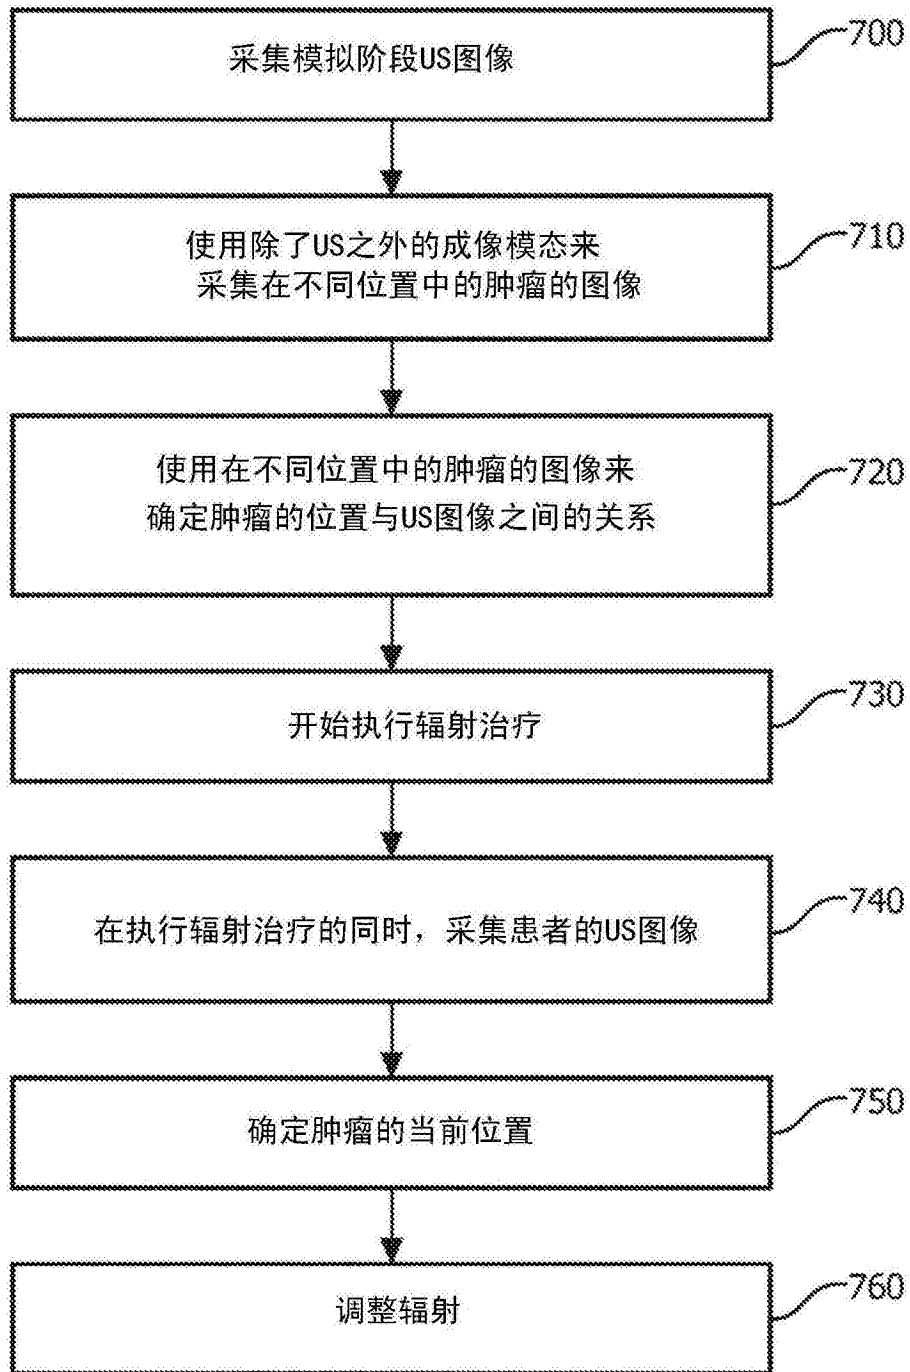 采集模拟阶段US图像
700
使用除了US之外的成像模态来
采集在不同位置中的肿瘤的图像
710
使用在不同位置中的肿瘤的图像来
确定肿瘤的位置与US图像之间的关系
720
开始执行辐射治疗
730
在执行辐射治疗的同时，采集患者的US图像
740
确定肿瘤的当前位置
750
调整辐射
760